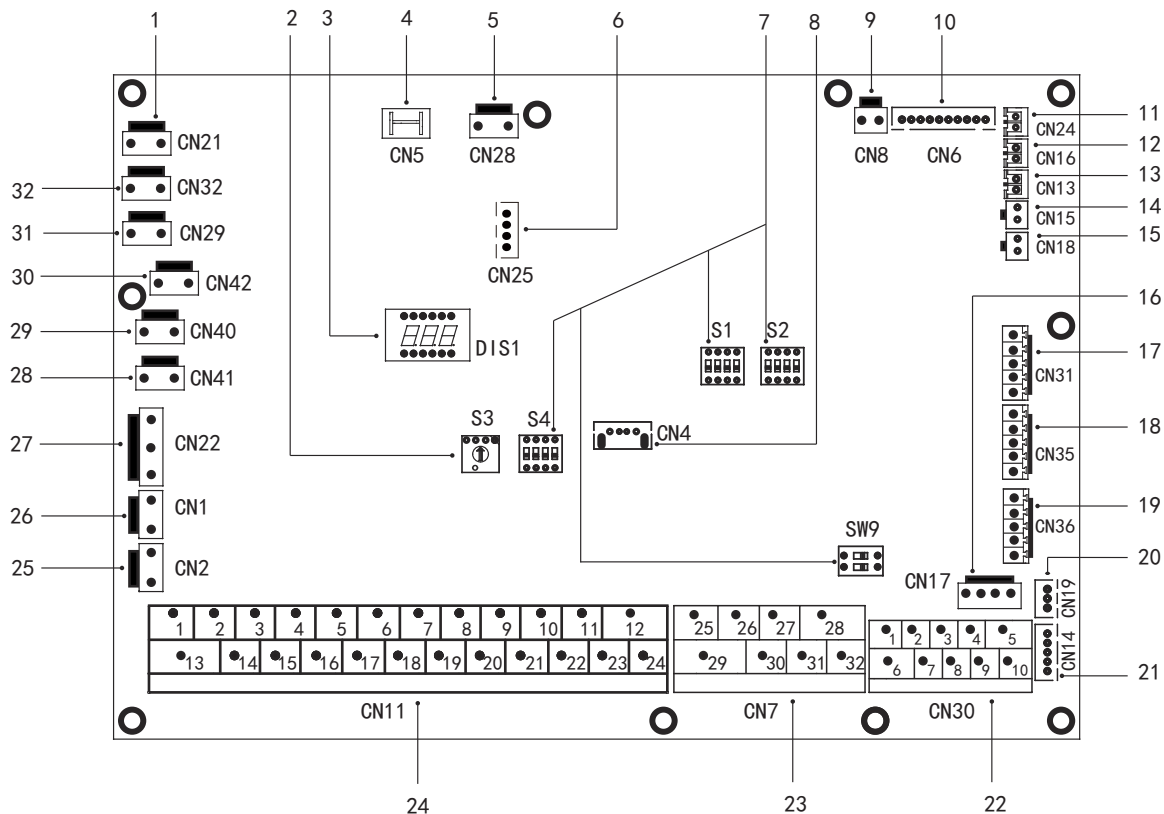 1 2 3 4 5 6 7 8 9 10
11
CN24
CN21
CN5
CN28
CN8
CN6
12
CN16
13
CN13
32
CN32
14
CN15
31
CN29
15
CN18
CN25
30
CN42
16
29
CN40
DIS1
S1
S2
17
CN31
28
CN41
S3
S4
CN4
18
CN35
27
CN22
26
CN1
19
CN36
SW9
20
25
CN2
CN17
CN19
1 2 3 4 5 6 7 8 9 10 11 12
25 26 27 28
1 2 3 4 5
13 14 15 16 17 18 19 20 21 22 23 24
29 30 31 32
6 7 8 9 10
CN14
21
CN11
CN7
CN30
24
23
22